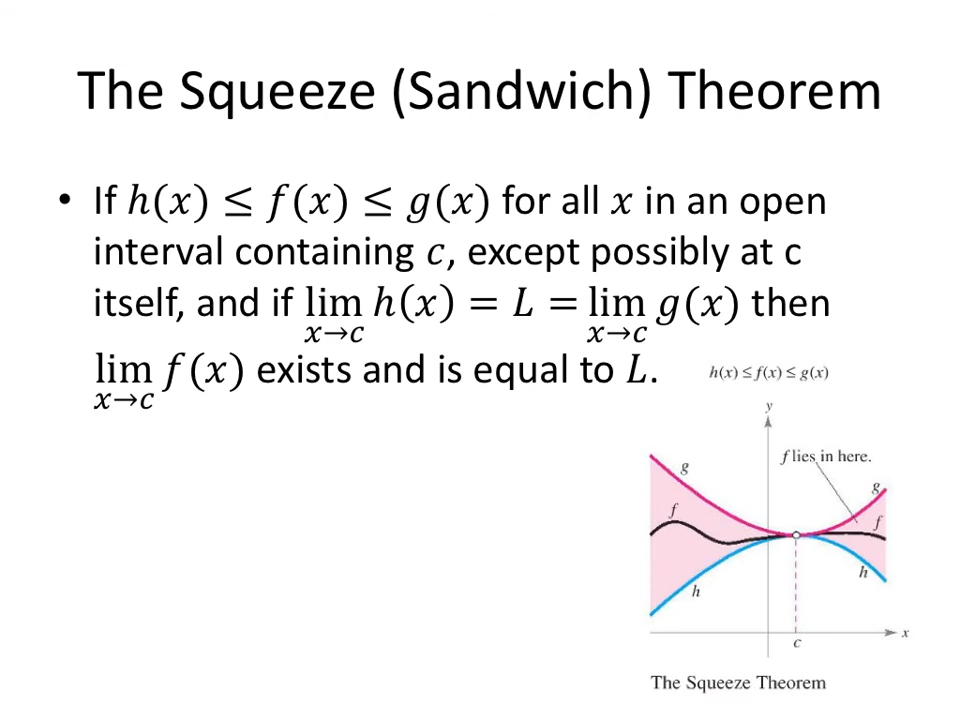 The Squeeze (Sandwich) Theorem
• If h(x) ≤ f(x) ≤ g(x) for all x in an open
interval containing c, except possibly at c
itself, and if lim h(x) = L = lim g(x) then
x→c x→c
lim f(x) exists and is equal to L.
x→c
h(x) ≤ f(x) ≤ g(x)
y
f lies in here.
g
g
f
f
h
h
x
c
The Squeeze Theorem